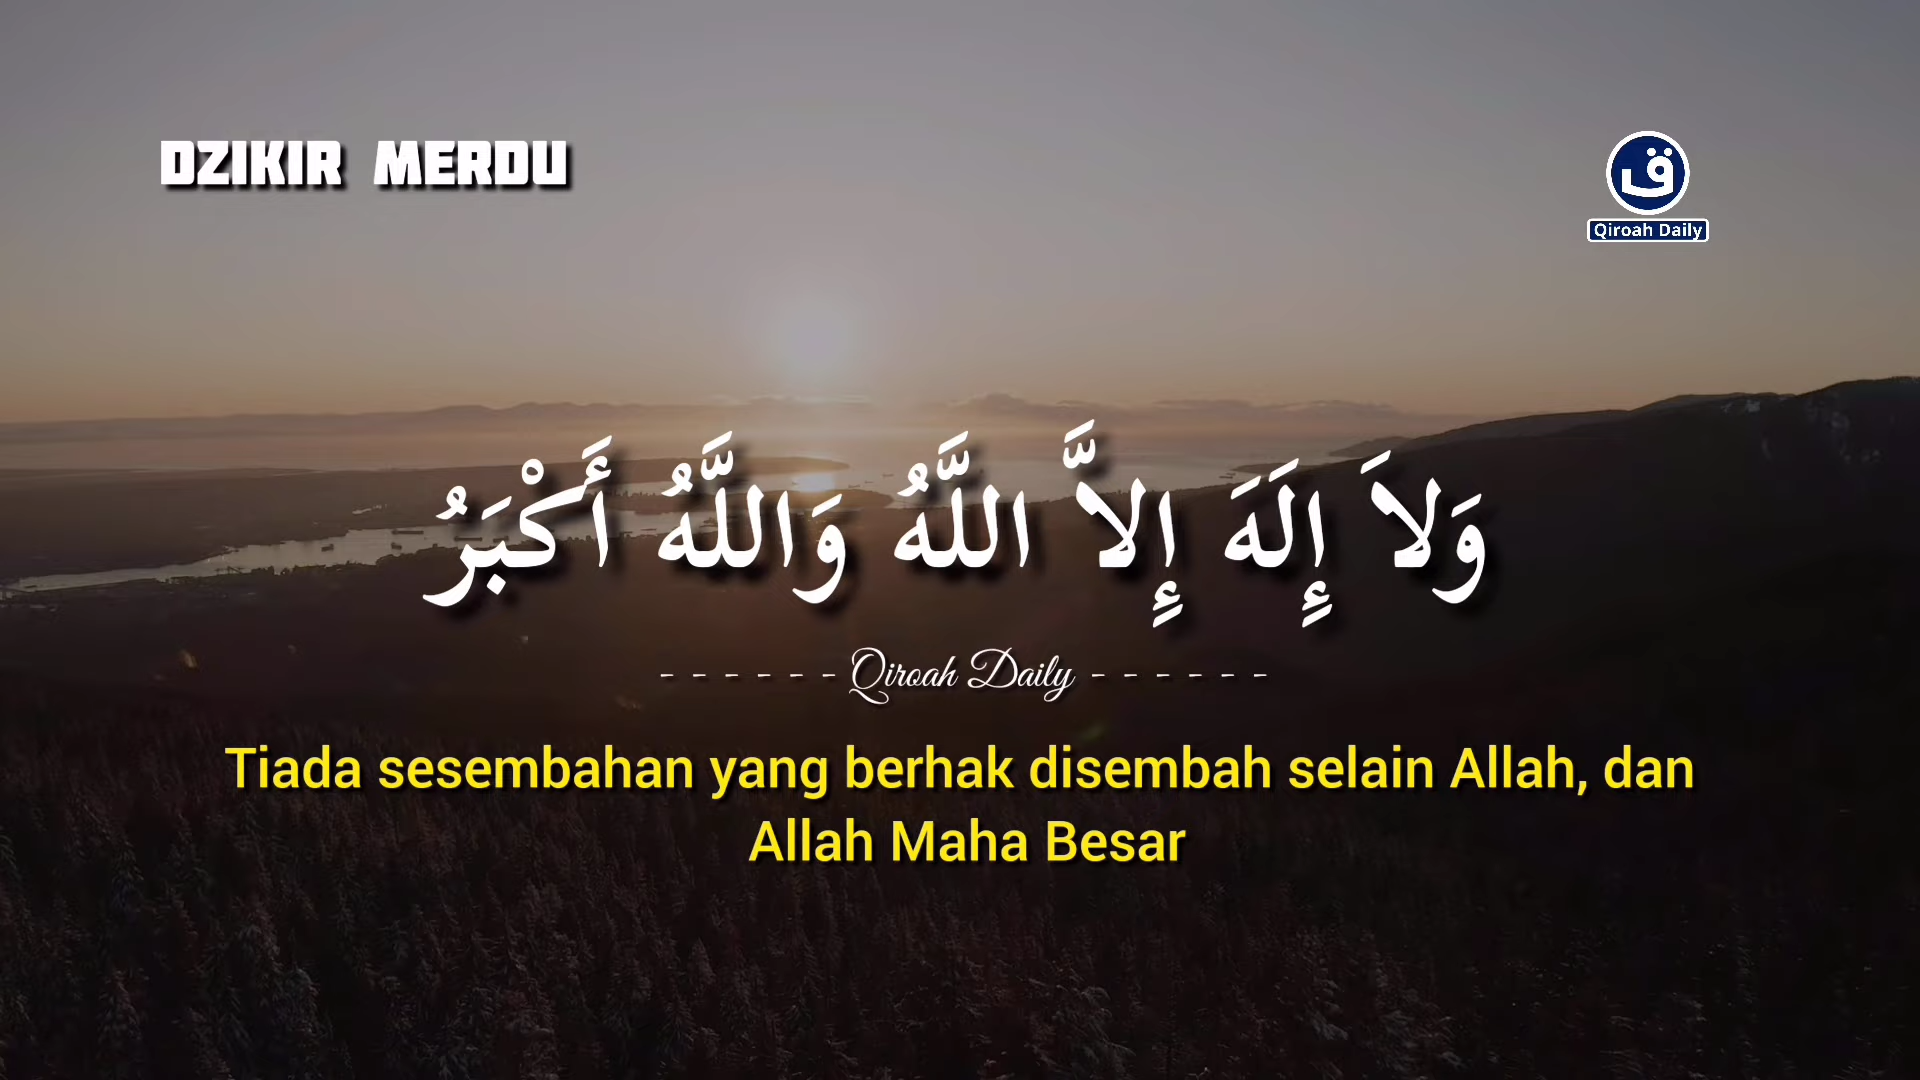 DZIKIR MERDU
ق
Qiroah Daily
وَلاَ إِلَهَ إِلاَّ اللَّهُ وَاللَّهُ أَكْبَرُ
- - - - - - Qiroah Daily - - - - - -
Tiada sesembahan yang berhak disembah selain Allah, dan
Allah Maha Besar